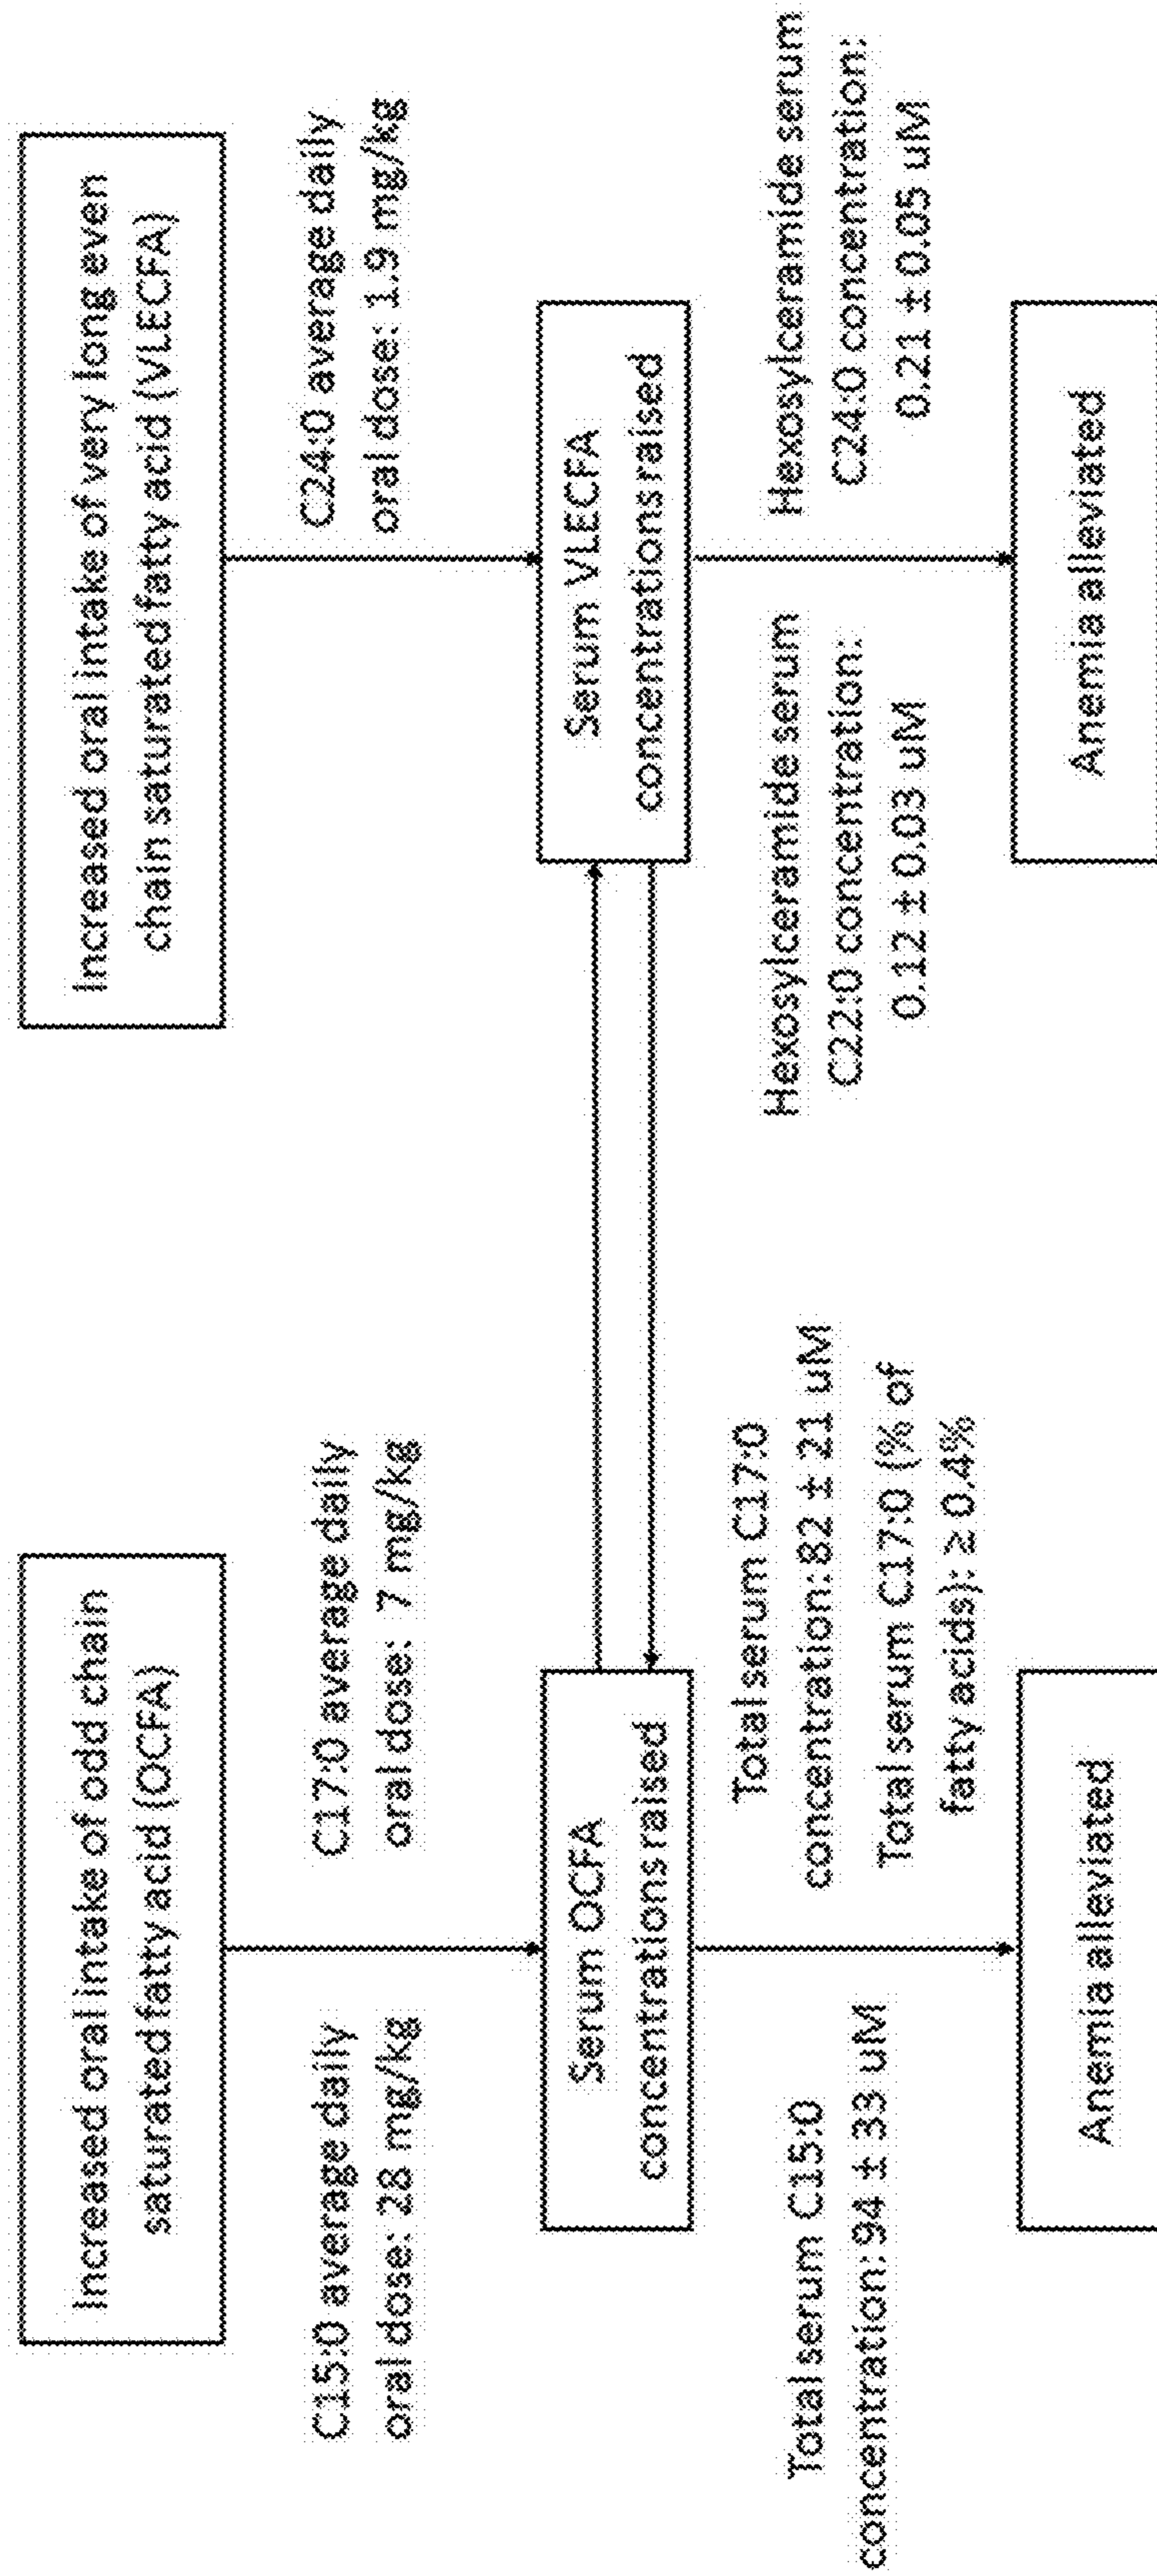 Increased oral intake of odd chain
saturated fatty acid (OCFA)
C15:0 average daily
oral dose: 28 mg/kg
C17:0 average daily
oral dose: 7 mg/kg
Serum OCFA
concentrations raised
Total serum C15:0
concentration: 94 ± 33 uM
Total serum C17:0
concentration: 82 ± 21 uM
Total serum C17:0 (% of
fatty acids): ≥ 0.4%
Anemia alleviated
Increased oral intake of very long even
chain saturated fatty acid (VLECFA)
C24:0 average daily
oral dose: 1.9 mg/kg
Serum VLECFA
concentrations raised
Hexosylceramide serum
C22:0 concentration:
0.12 ± 0.03 uM
Hexosylceramide serum
C24:0 concentration:
0.21 ± 0.05 uM
Anemia alleviated